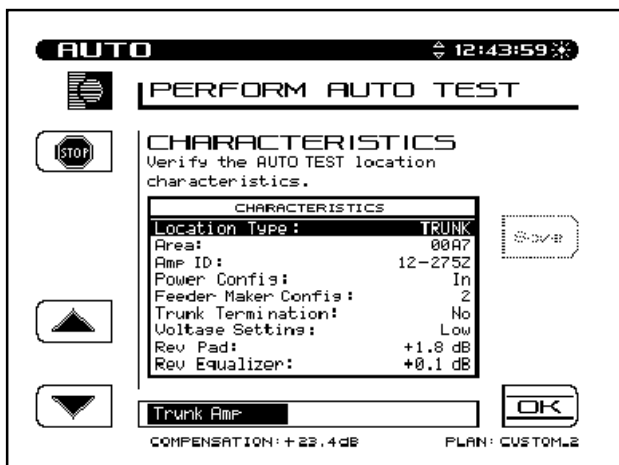 AUTO 12:43:59
PERFORM AUTO TEST
STOP
CHARACTERISTICS
Verify the AUTO TEST location
characteristics.
CHARACTERISTICS
Location Type: TRUNK
Area: 00A7
Amp ID: 12-275Z
Power Config: In
Feeder Maker Config: 2
Trunk Termination: No
Voltage Setting: Low
Rev Pad: +1.8 dB
Rev Equalizer: +0.1 dB
Save
Trunk Amp
OK
COMPENSATION:+23.4dB PLAN: CUSTOM_2